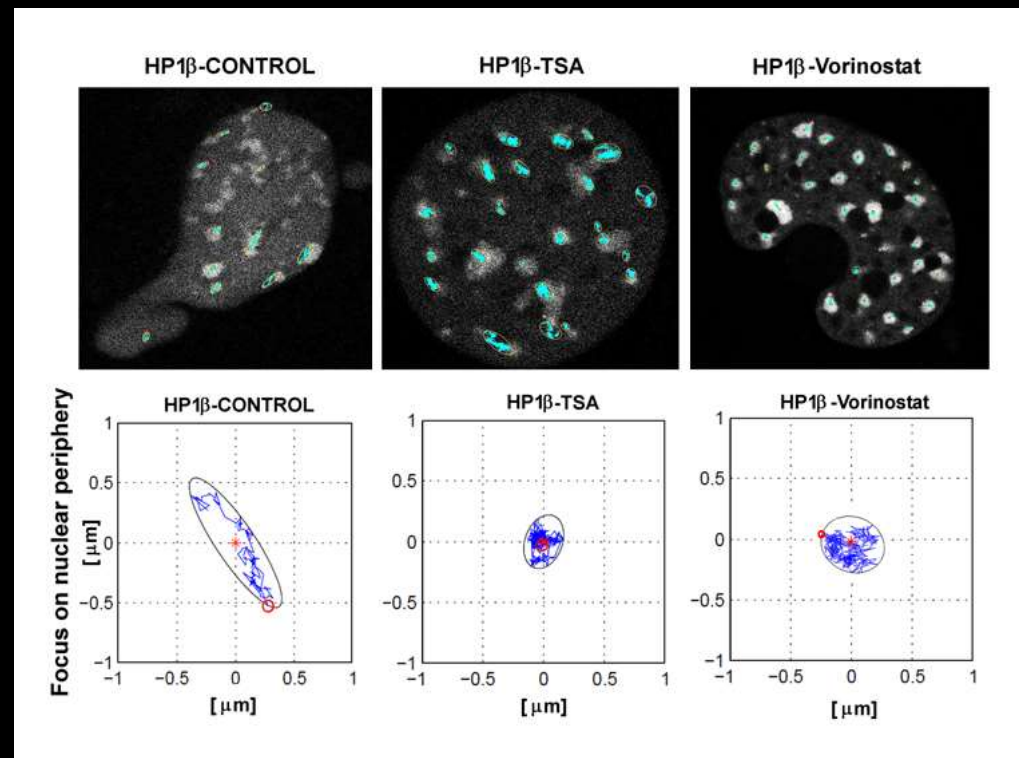 HP1β-CONTROL
HP1β-TSA
HP1β-Vorinostat
Focus on nuclear periphery
HP1β-CONTROL
1
0.5
0
−0.5
−1
[μm]
−1 −0.5 0 0.5 1
[μm]
HP1β-TSA
1
0.5
0
−0.5
−1
−1 −0.5 0 0.5 1
[μm]
HP1β-Vorinostat
1
0.5
0
−0.5
−1
−1 −0.5 0 0.5 1
[μm]